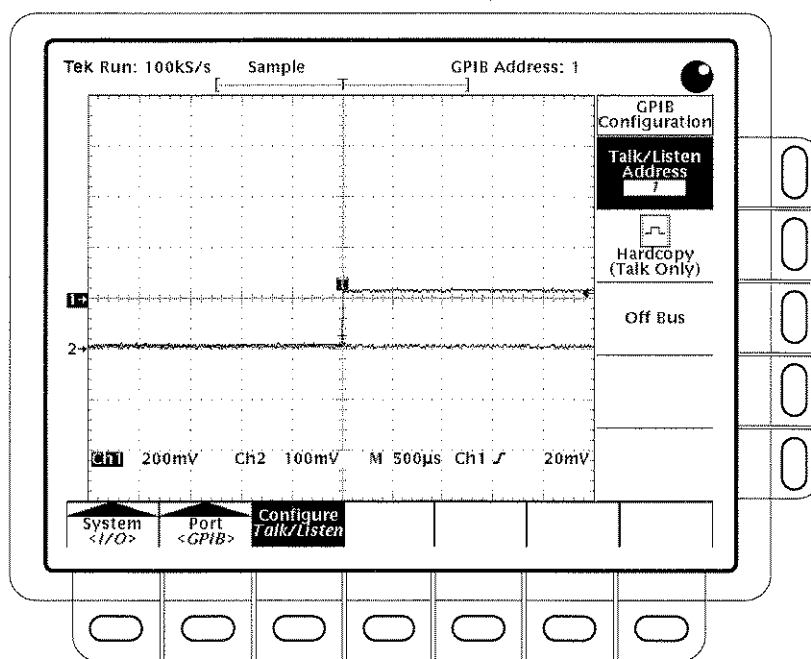 Tek Run: 100kS/s Sample GPIB Address: 1
T
GPIB
Configuration
Talk/Listen
Address
1
Hardcopy
(Talk Only)
Off Bus
T
1
2
Ch1 200mV Ch2 100mV M 500µs Ch1 20mV
System
<I/O>
Port
<GPIB>
Configure
Talk/Listen